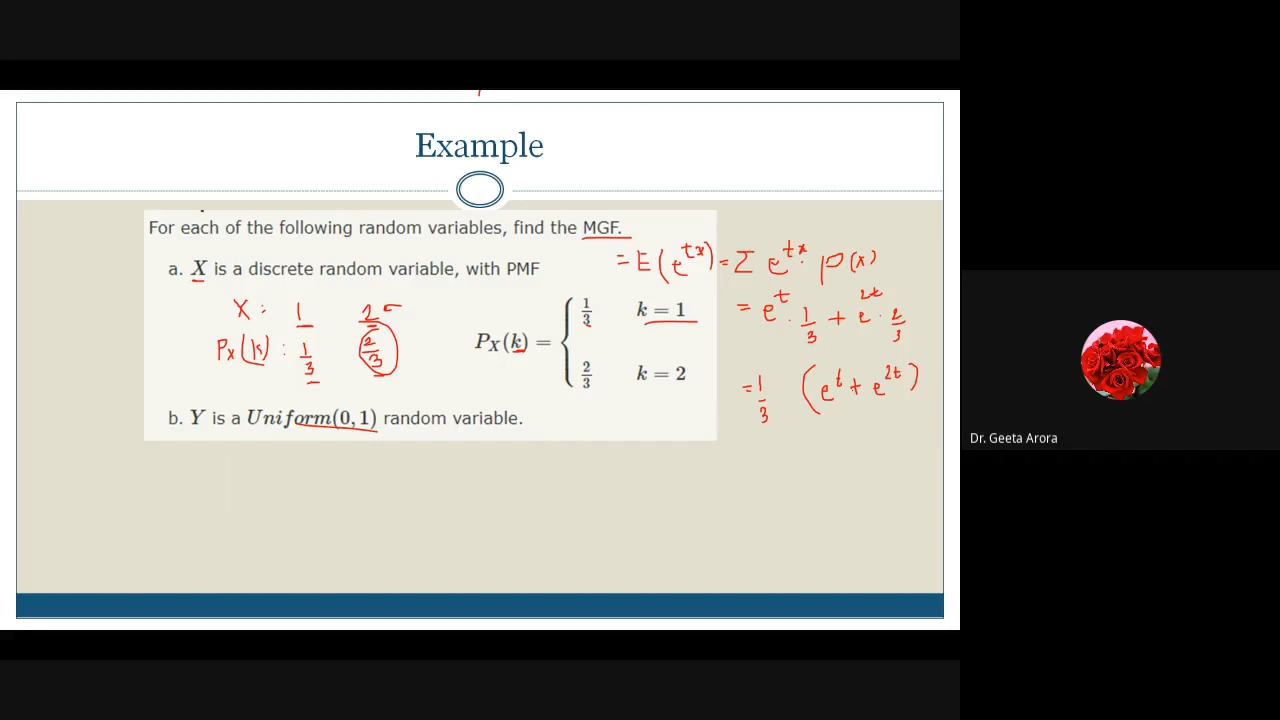 Example
For each of the following random variables, find the MGF.
= E(e^{tx}) = Σ e^{tx} · p(x)
a. X is a discrete random variable, with PMF
X : 1 2
P_X(k) : 1/3 2/3
P_X(k) = { 1/3 k = 1
2/3 k = 2
= e^t · 1/3 + e^{2t} · 2/3
= 1/3 (e^t + e^{2t})
b. Y is a Uniform(0, 1) random variable.
Dr. Geeta Arora